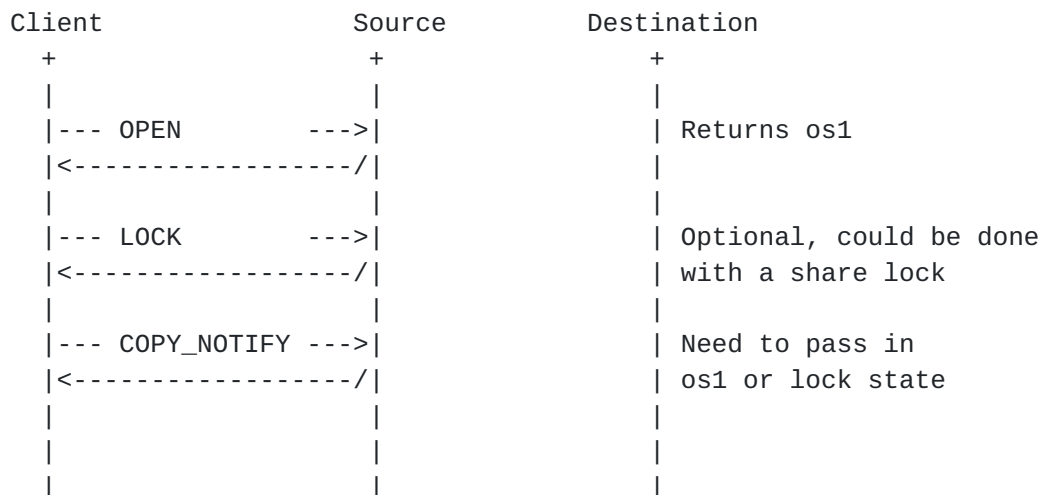 Client                Source         Destination
  +                     +                  +
  |                     |                  |
  |--- OPEN        --->|                  | Returns os1
  |<------------------/|                  |
  |                     |                  |
  |--- LOCK        --->|                  | Optional, could be done
  |<------------------/|                  | with a share lock
  |                     |                  |
  |--- COPY_NOTIFY --->|                  | Need to pass in
  |<------------------/|                  | os1 or lock state
  |                     |                  |
  |                     |                  |
  |                     |                  |